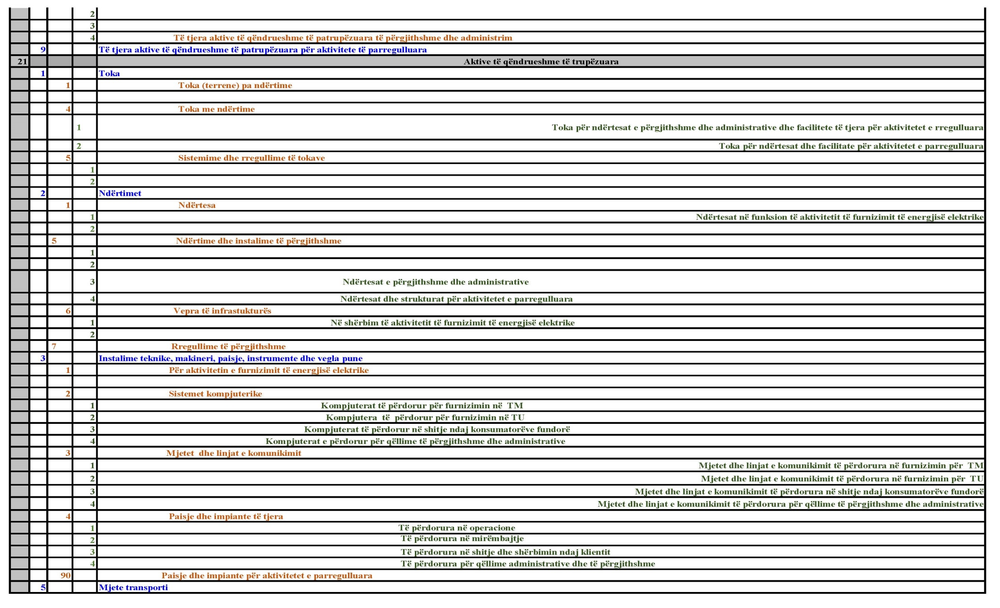 2
3
4 Të tjera aktive të qëndrueshme të patrupëzuara të përgjithshme dhe administrim
9 Të tjera aktive të qëndrueshme të patrupëzuara për aktivitete të parregulluara
21 Aktive të qëndrueshme të trupëzuara
1 Toka
1 Toka (terrene) pa ndërtime
4 Toka me ndërtime
1 Toka për ndërtesat e përgjithshme dhe administrative dhe facilitete të tjera për aktivitetet e rregulluara
2 Toka për ndërtesat dhe facilitate për aktivitetet e parregulluara
5 Sistemime dhe rregullime të tokave
1
2
2 Ndërtimet
1 Ndërtesa
1 Ndërtesat në funksion të aktivitetit të furnizimit të energjisë elektrike
2
5 Ndërtime dhe instalime të përgjithshme
1
2
3 Ndërtesat e përgjithshme dhe administrative
4 Ndërtesat dhe strukturat për aktivitetet e parregulluara
6 Vepra të infrastukturës
1 Në shërbim të aktivitetit të furnizimit të energjisë elektrike
2
7 Rregullime të përgjithshme
3 Instalime teknike, makineri, paisje, instrumente dhe vegla pune
1 Për aktivitetin e furnizimit të energjisë elektrike
2 Sistemet kompjuterike
1 Kompjuterat të përdorur për furnizimin në TM
2 Kompjutera të përdorur për furnizimin në TU
3 Kompjuterat të përdorur në shitje ndaj konsumatorëve fundorë
4 Kompjuterat e përdorur për qëllime të përgjithshme dhe administrative
3 Mjetet dhe linjat e komunikimit
1 Mjetet dhe linjat e komunikimit të përdorura në furnizimin për TM
2 Mjetet dhe linjat e komunikimit të përdorura në furnizimin për TU
3 Mjetet dhe linjat e komunikimit të përdorura në shitje ndaj konsumatorëve fundorë
4 Mjetet dhe linjat e komunikimit të përdorura për qëllime të përgjithshme dhe administrative
4 Paisje dhe impiante të tjera
1 Të përdorura në operacione
2 Të përdorura në mirëmbajtje
3 Të përdorura në shitje dhe shërbimin ndaj klientit
4 Të përdorura për qëllime administrative dhe të përgjithshme
90 Paisje dhe impiante për aktivitetet e parregulluara
5 Mjete transporti